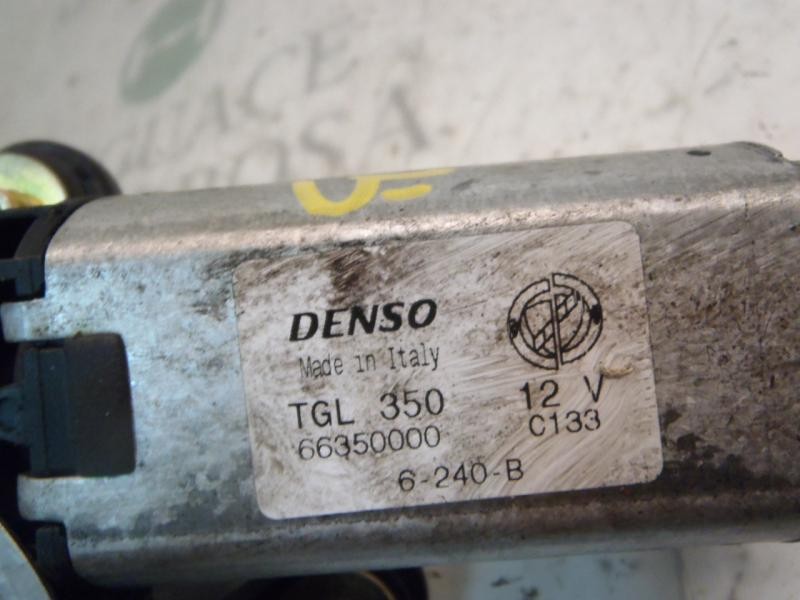 DENSO
Made in Italy
TGL 350
12 V
66350000
C133
6-240-B